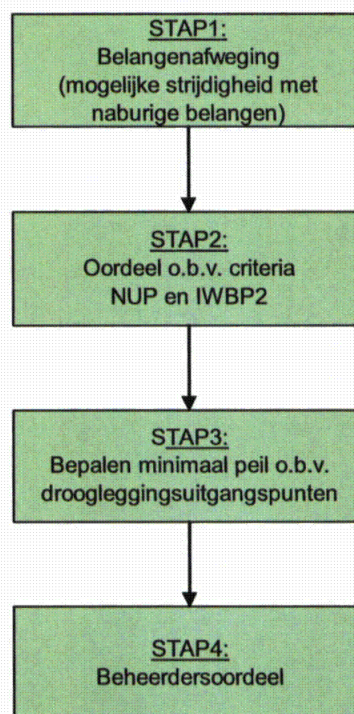 STAP1:
Belangenafweging
(mogelijke strijdigheid met
naburige belangen)
STAP2:
Oordeel o.b.v. criteria
NUP en IWBP2
STAP3:
Bepalen minimaal peil o.b.v.
droogleggingsuitgangspunten
STAP4:
Beheerdersoordeel